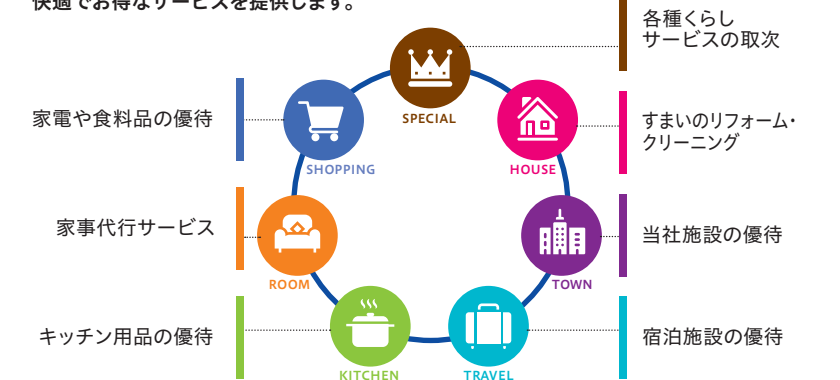 快適でお得なサービスを提供します。
各種くらし
サービスの取次
SPECIAL
家電や食料品の優待
SHOPPING
すまいのリフォーム・
クリーニング
HOUSE
家事代行サービス
ROOM
当社施設の優待
TOWN
キッチン用品の優待
KITCHEN
宿泊施設の優待
TRAVEL